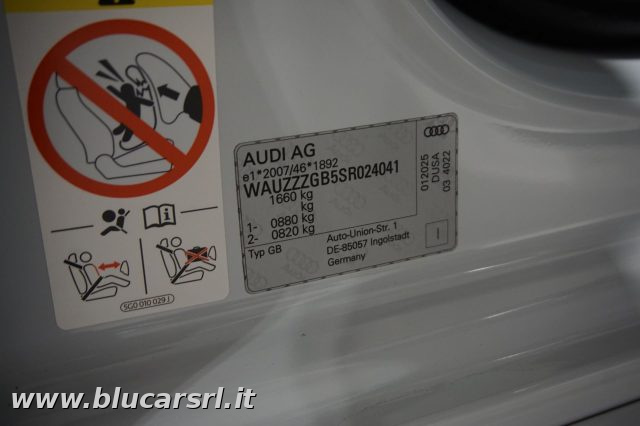 AUDI AG
e1*2007/46*1892
WAUZZZGB5SR024041
1660 kg
kg
1- 0880 kg
2- 0820 kg
Typ GB
Auto-Union-Str. 1
DE-85057 Ingolstadt
Germany
012025
DUSA
03 4022
5G0 010 029 J
www.blucarsrl.it